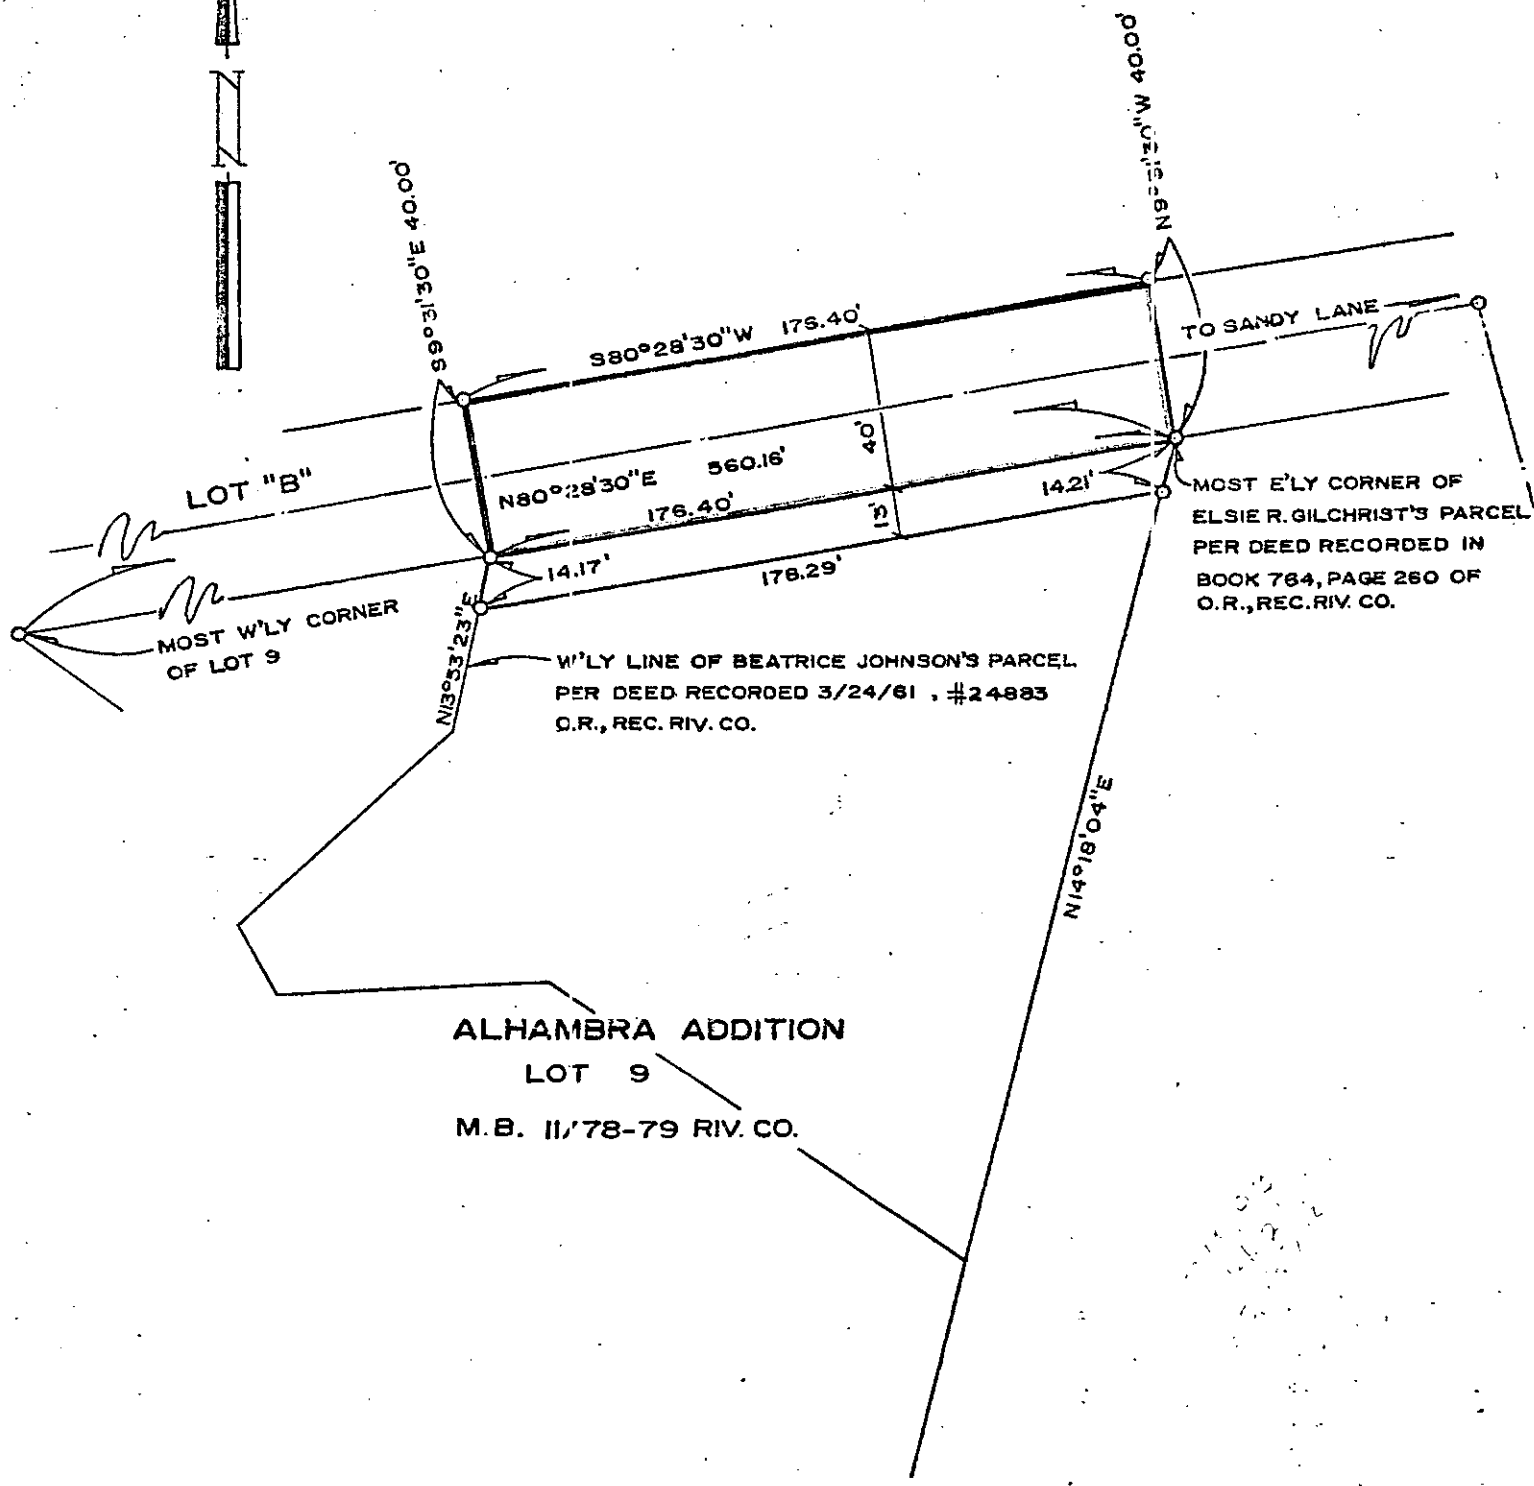 N9°31'30"W 40.00'
S9°31'30"E 40.00'
S80°28'30"W 176.40'
TO SANDY LANE
LOT "B"
N80°28'30"E 560.16'
40'
176.40'
13'
14.21'
14.17'
178.29'
MOST E'LY CORNER OF
ELSIE R. GILCHRIST'S PARCEL
PER DEED RECORDED IN
BOOK 764, PAGE 260 OF
O.R., REC. RIV. CO.
MOST W'LY CORNER
OF LOT 9
N13°53'23"E
W'LY LINE OF BEATRICE JOHNSON'S PARCEL
PER DEED RECORDED 3/24/61, #24883
O.R., REC. RIV. CO.
N14°18'04"E
ALHAMBRA ADDITION
LOT 9
M.B. 11/78-79 RIV. CO.